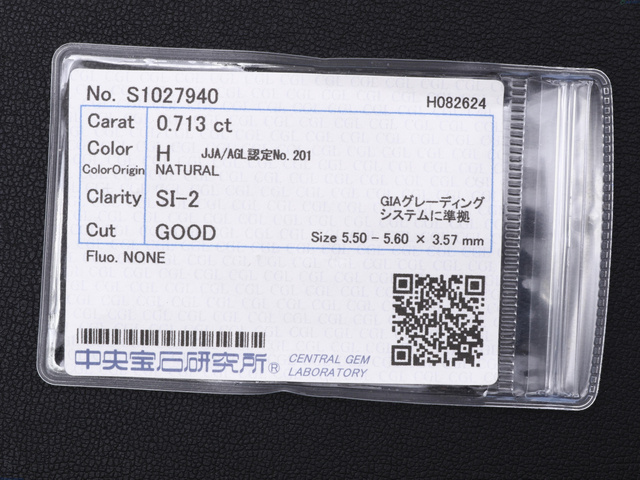 No. S1027940 H082624
Carat 0.713 ct
Color H JJA/AGL認定No.201
ColorOrigin NATURAL
Clarity SI-2 GIAグレーディング
システムに準拠
Cut GOOD Size 5.50 - 5.60 × 3.57 mm
Fluo. NONE
中央宝石研究所® CENTRAL GEM
LABORATORY